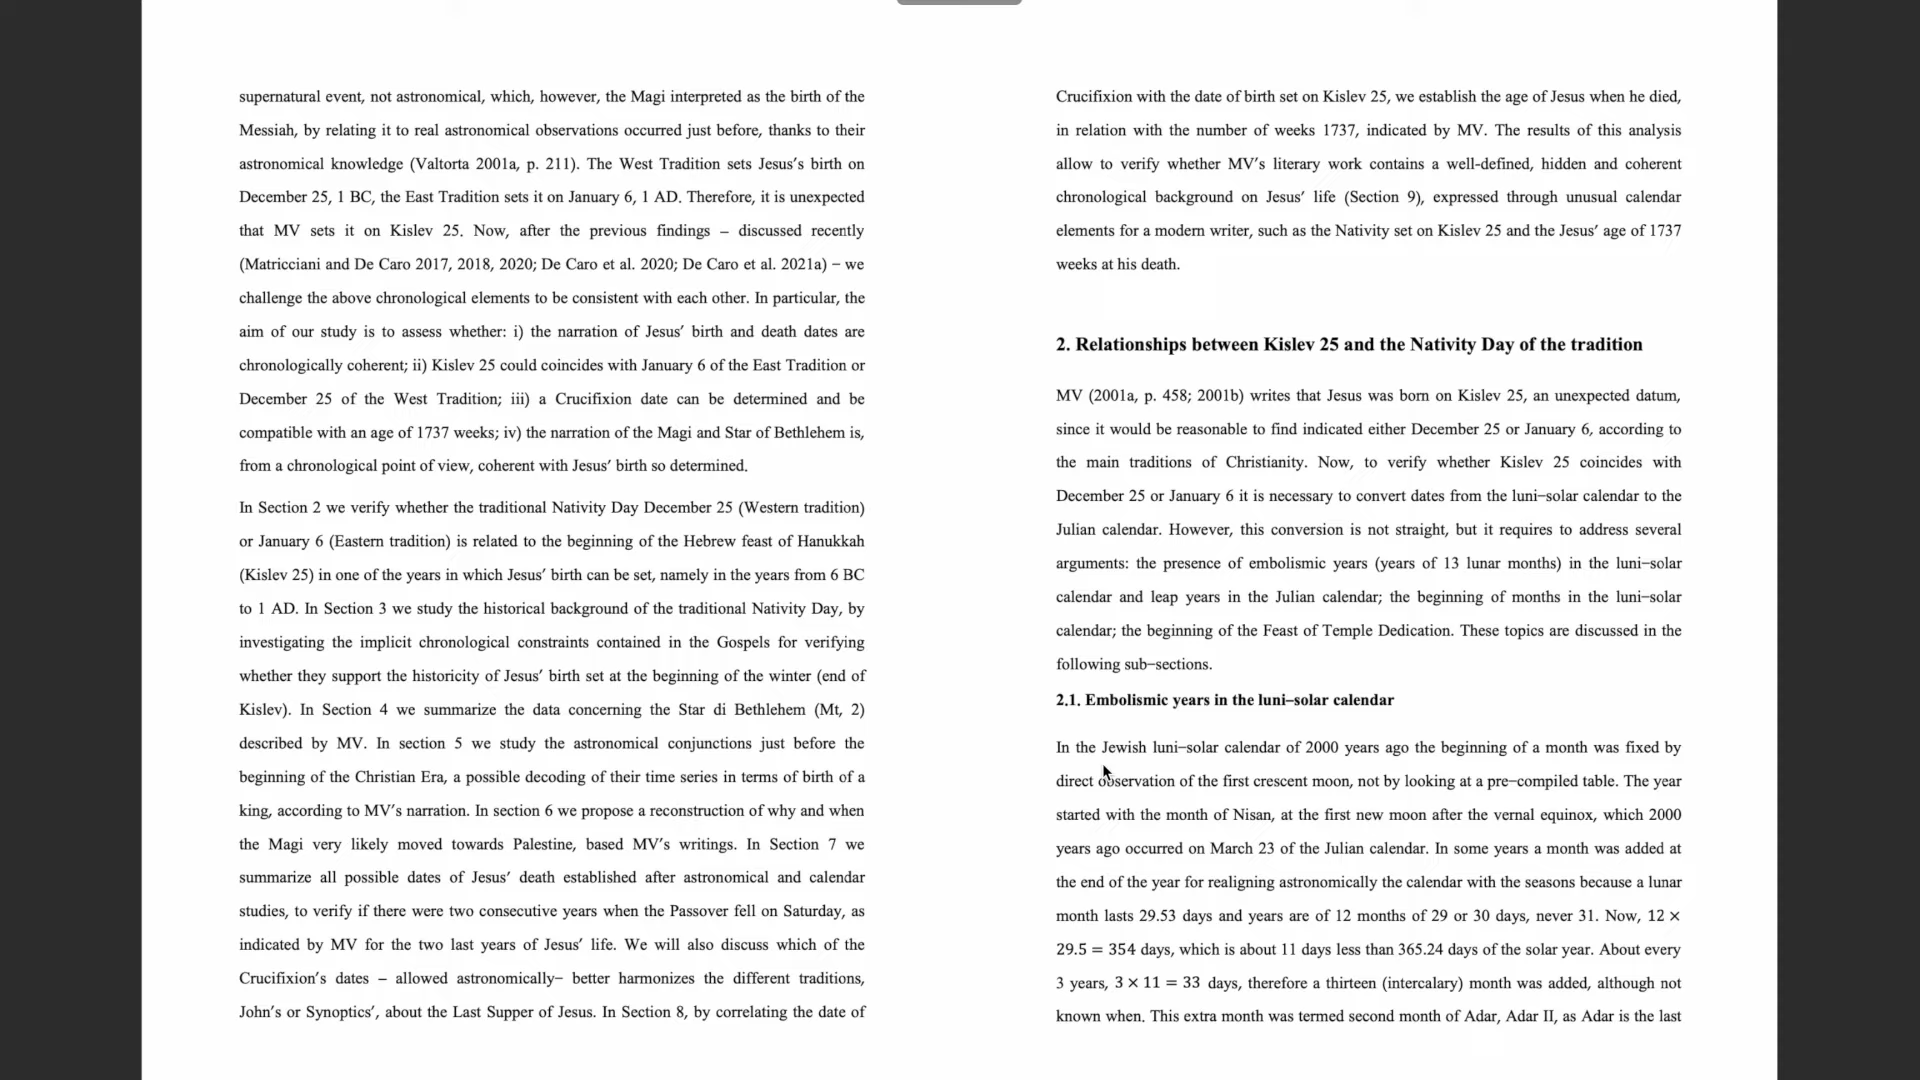 supernatural event, not astronomical, which, however, the Magi interpreted as the birth of the
Messiah, by relating it to real astronomical observations occurred just before, thanks to their
astronomical knowledge (Valtorta 2001a, p. 211). The West Tradition sets Jesus's birth on
December 25, 1 BC, the East Tradition sets it on January 6, 1 AD. Therefore, it is unexpected
that MV sets it on Kislev 25. Now, after the previous findings – discussed recently
(Matricciani and De Caro 2017, 2018, 2020; De Caro et al. 2020; De Caro et al. 2021a) − we
challenge the above chronological elements to be consistent with each other. In particular, the
aim of our study is to assess whether: i) the narration of Jesus' birth and death dates are
chronologically coherent; ii) Kislev 25 could coincides with January 6 of the East Tradition or
December 25 of the West Tradition; iii) a Crucifixion date can be determined and be
compatible with an age of 1737 weeks; iv) the narration of the Magi and Star of Bethlehem is,
from a chronological point of view, coherent with Jesus' birth so determined.
In Section 2 we verify whether the traditional Nativity Day December 25 (Western tradition)
or January 6 (Eastern tradition) is related to the beginning of the Hebrew feast of Hanukkah
(Kislev 25) in one of the years in which Jesus' birth can be set, namely in the years from 6 BC
to 1 AD. In Section 3 we study the historical background of the traditional Nativity Day, by
investigating the implicit chronological constraints contained in the Gospels for verifying
whether they support the historicity of Jesus' birth set at the beginning of the winter (end of
Kislev). In Section 4 we summarize the data concerning the Star di Bethlehem (Mt, 2)
described by MV. In section 5 we study the astronomical conjunctions just before the
beginning of the Christian Era, a possible decoding of their time series in terms of birth of a
king, according to MV's narration. In section 6 we propose a reconstruction of why and when
the Magi very likely moved towards Palestine, based MV's writings. In Section 7 we
summarize all possible dates of Jesus' death established after astronomical and calendar
studies, to verify if there were two consecutive years when the Passover fell on Saturday, as
indicated by MV for the two last years of Jesus' life. We will also discuss which of the
Crucifixion's dates – allowed astronomically− better harmonizes the different traditions,
John's or Synoptics', about the Last Supper of Jesus. In Section 8, by correlating the date of
Crucifixion with the date of birth set on Kislev 25, we establish the age of Jesus when he died,
in relation with the number of weeks 1737, indicated by MV. The results of this analysis
allow to verify whether MV's literary work contains a well-defined, hidden and coherent
chronological background on Jesus' life (Section 9), expressed through unusual calendar
elements for a modern writer, such as the Nativity set on Kislev 25 and the Jesus' age of 1737
weeks at his death.
2. Relationships between Kislev 25 and the Nativity Day of the tradition
MV (2001a, p. 458; 2001b) writes that Jesus was born on Kislev 25, an unexpected datum,
since it would be reasonable to find indicated either December 25 or January 6, according to
the main traditions of Christianity. Now, to verify whether Kislev 25 coincides with
December 25 or January 6 it is necessary to convert dates from the luni−solar calendar to the
Julian calendar. However, this conversion is not straight, but it requires to address several
arguments: the presence of embolismic years (years of 13 lunar months) in the luni−solar
calendar and leap years in the Julian calendar; the beginning of months in the luni−solar
calendar; the beginning of the Feast of Temple Dedication. These topics are discussed in the
following sub−sections.
2.1. Embolismic years in the luni−solar calendar
In the Jewish luni−solar calendar of 2000 years ago the beginning of a month was fixed by
direct observation of the first crescent moon, not by looking at a pre−compiled table. The year
started with the month of Nisan, at the first new moon after the vernal equinox, which 2000
years ago occurred on March 23 of the Julian calendar. In some years a month was added at
the end of the year for realigning astronomically the calendar with the seasons because a lunar
month lasts 29.53 days and years are of 12 months of 29 or 30 days, never 31. Now, 12 ×
29.5 = 354 days, which is about 11 days less than 365.24 days of the solar year. About every
3 years, 3 × 11 = 33 days, therefore a thirteen (intercalary) month was added, although not
known when. This extra month was termed second month of Adar, Adar II, as Adar is the last